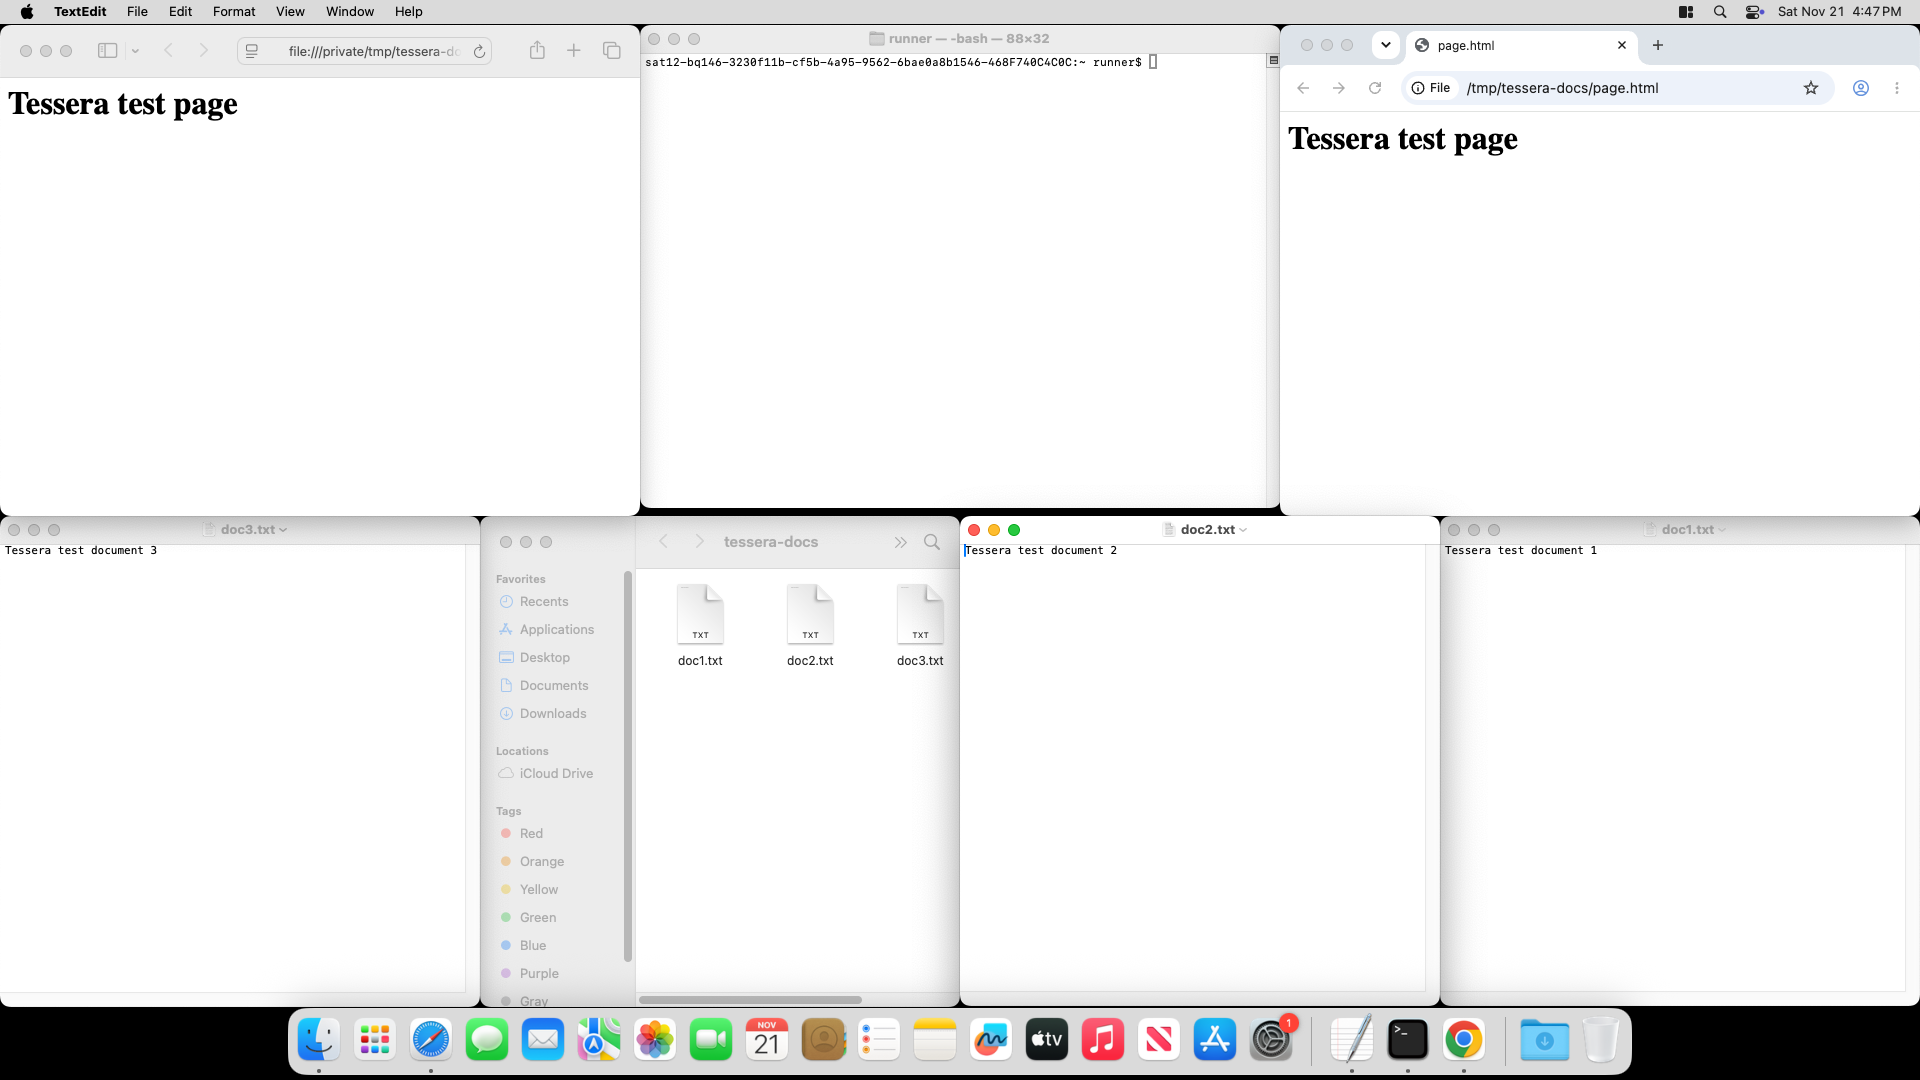 TextEdit File Edit Format View Window Help Sat Nov 21 4:47 PM
file:///private/tmp/tessera-dc
Tessera test page
runner — -bash — 88×32
sat12-bq146-3230f11b-cf5b-4a95-9562-6bae0a8b1546-468F740C4C0C:~ runner$
page.html
File /tmp/tessera-docs/page.html
Tessera test page
doc3.txt
Tessera test document 3
Favorites
Recents
Applications
Desktop
Documents
Downloads
Locations
iCloud Drive
Tags
Red
Orange
Yellow
Green
Blue
Purple
Gray
tessera-docs
TXT TXT TXT
doc1.txt doc2.txt doc3.txt
doc2.txt
Tessera test document 2
doc1.txt
Tessera test document 1
NOV
21
tv
1